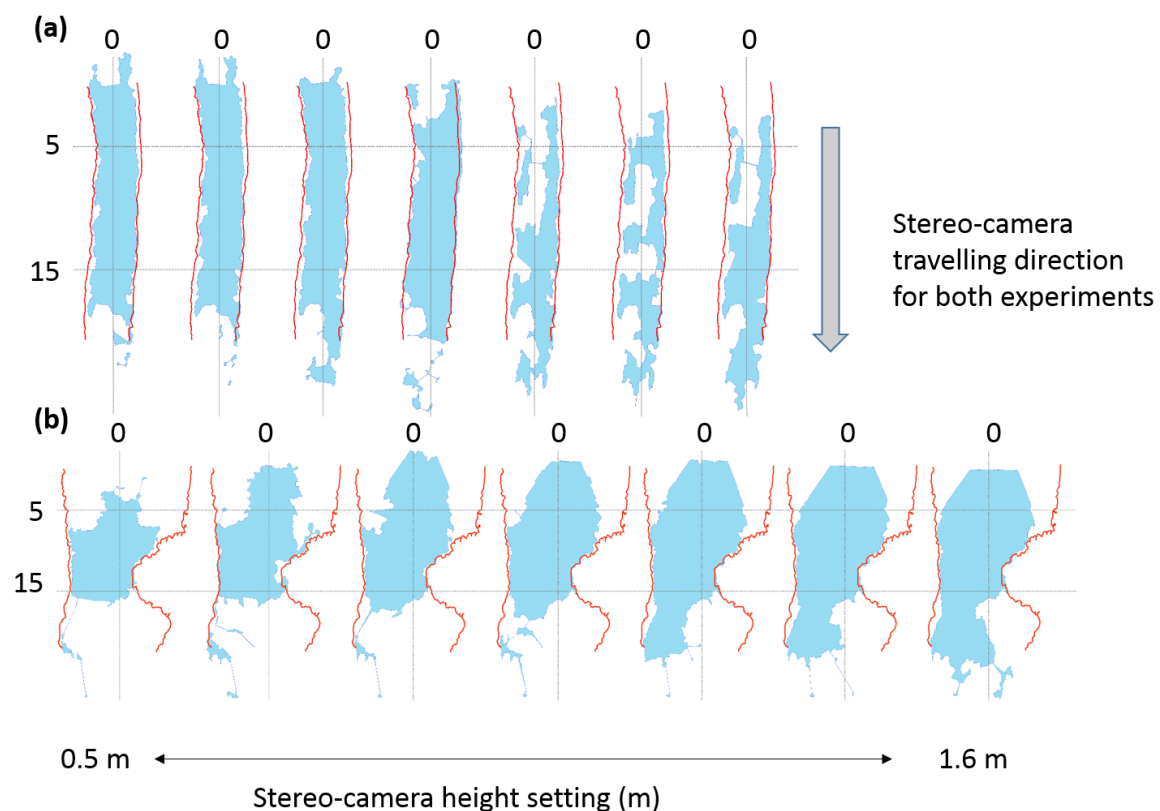 (a)
0 0 0 0 0 0 0
5
15
Stereo-camera
travelling direction
for both experiments
(b)
0 0 0 0 0 0 0
5
15
0.5 m
1.6 m
Stereo-camera height setting (m)